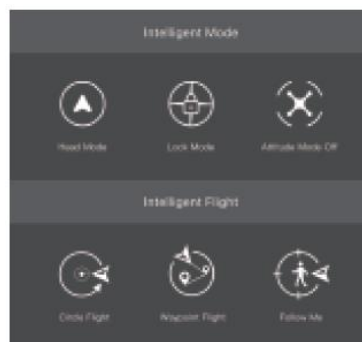 Intelligent Mode
Head Mode
Lock Mode
Attitude Mode Off
Intelligent Flight
Circle Flight
Waypoint Flight
Follow Me